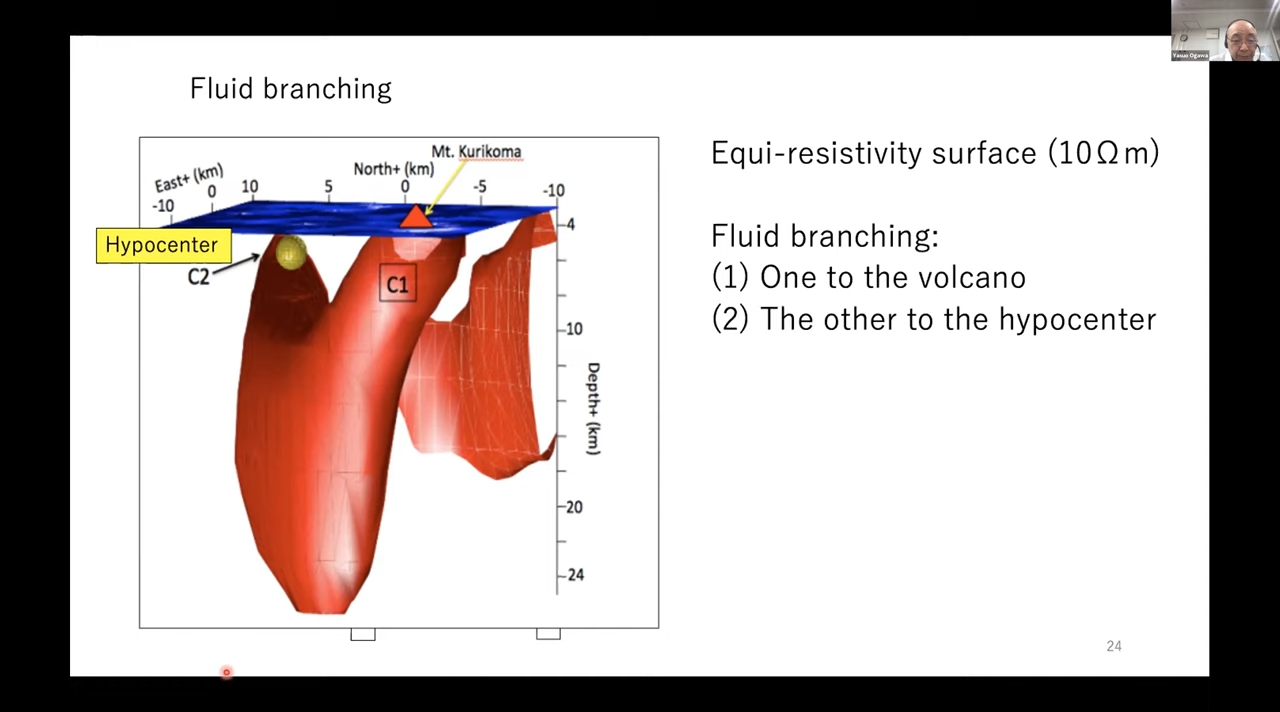 Fluid branching
Mt. Kurikoma
North+ (km)
East+ (km)
-10
0
10
5
0
-5
-10
4
Hypocenter
C2
C1
10
Depth+ (km)
20
24
Equi-resistivity surface (10Ωm)
Fluid branching:
(1) One to the volcano
(2) The other to the hypocenter
24
Yasuo Ogawa